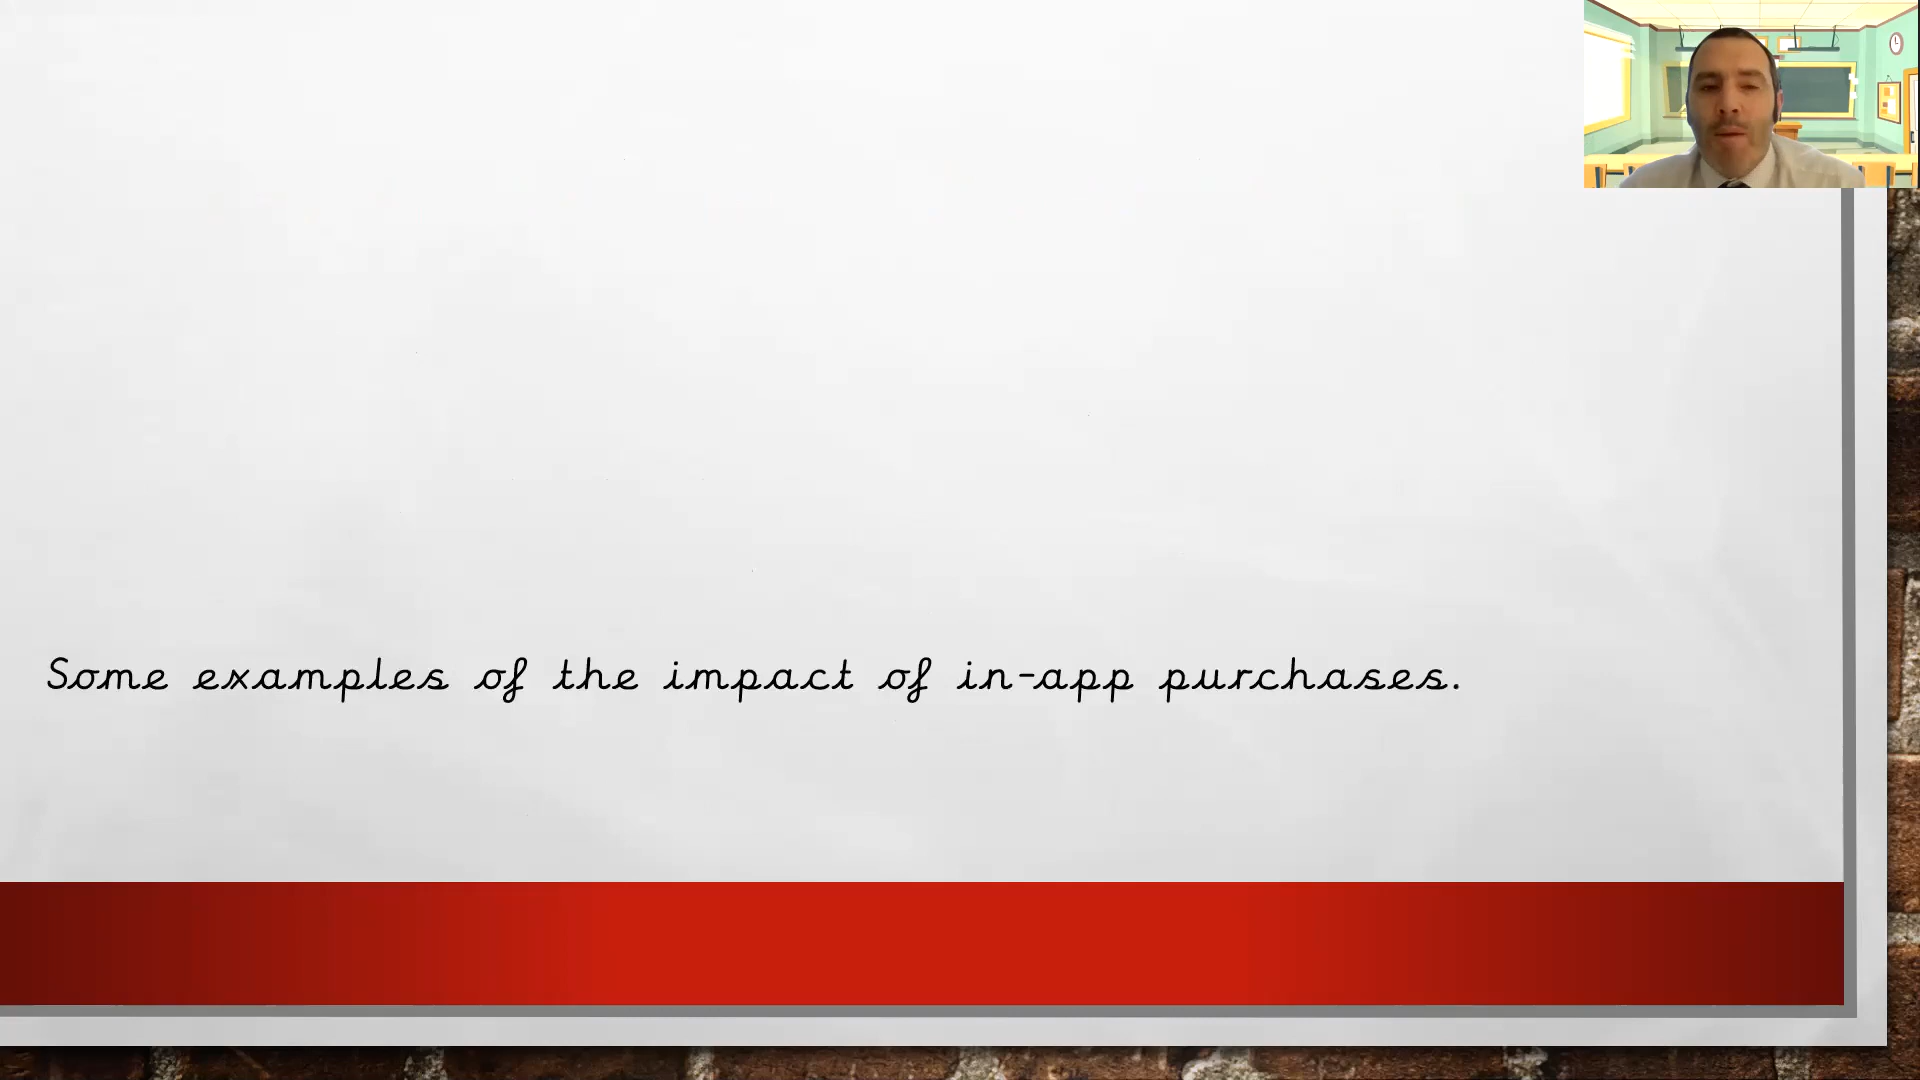 Some examples of the impact of in-app purchases.